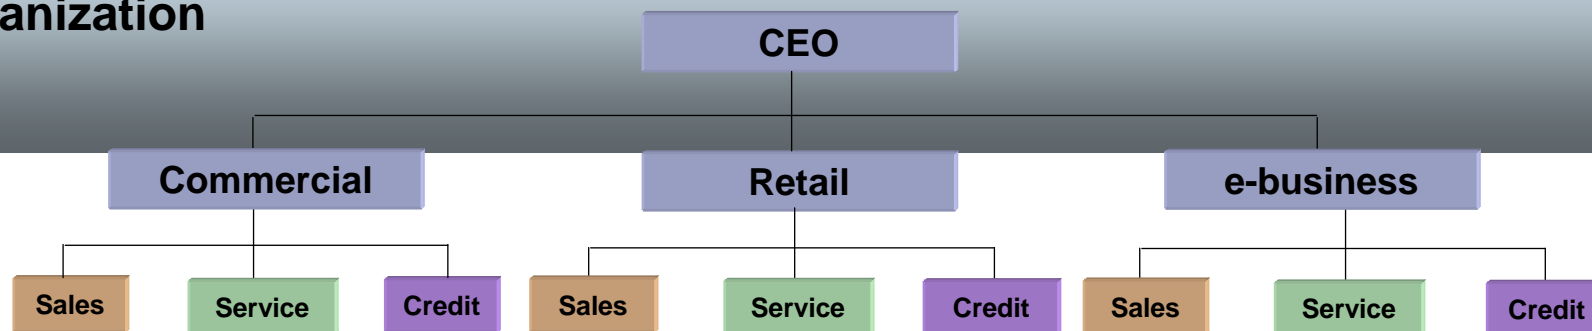 anization
CEO
Commercial
Retail
e-business
Sales
Service
Credit
Sales
Service
Credit
Sales
Service
Credit